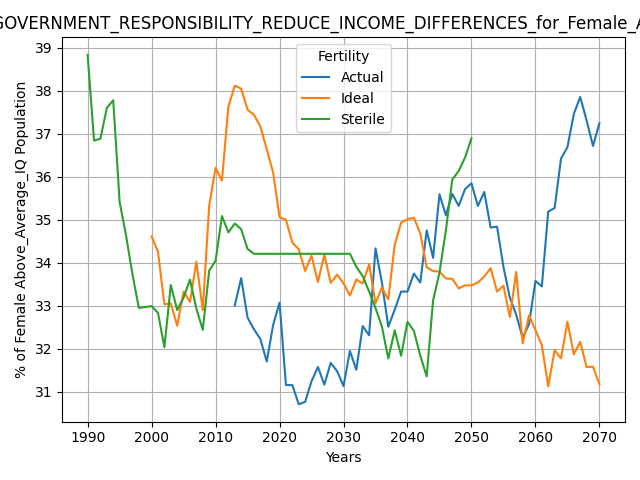 GOVERNMENT_RESPONSIBILITY_REDUCE_INCOME_DIFFERENCES_for_Female_A
Fertility
Actual
Ideal
Sterile
% of Female Above_Average_IQ Population
39
38
37
36
35
34
33
32
31
1990 2000 2010 2020 2030 2040 2050 2060 2070
Years